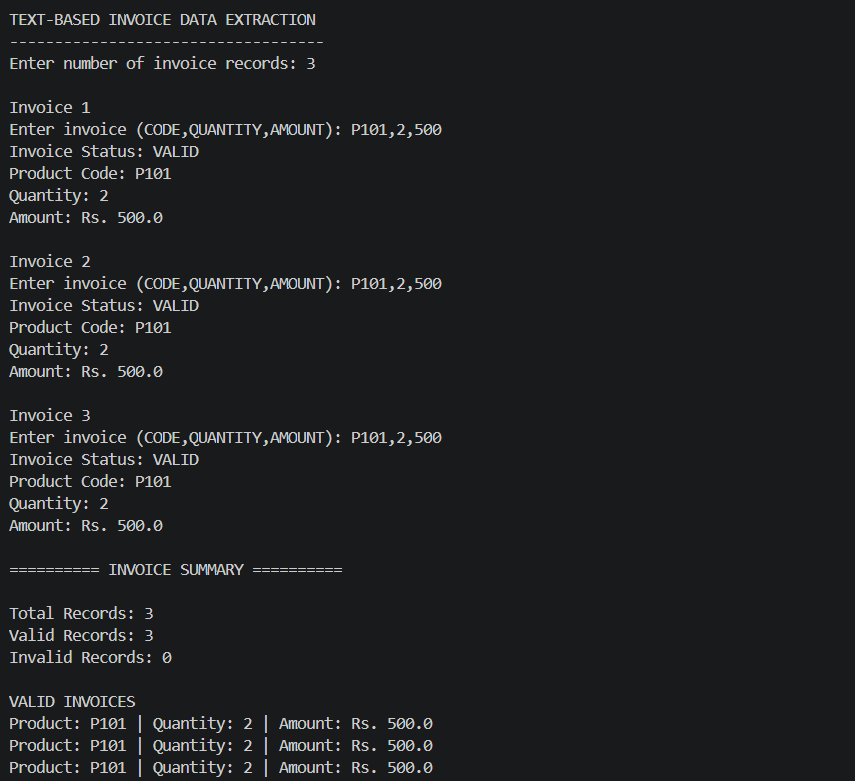 TEXT-BASED INVOICE DATA EXTRACTION
-----------------------------------
Enter number of invoice records: 3
Invoice 1
Enter invoice (CODE,QUANTITY,AMOUNT): P101,2,500
Invoice Status: VALID
Product Code: P101
Quantity: 2
Amount: Rs. 500.0
Invoice 2
Enter invoice (CODE,QUANTITY,AMOUNT): P101,2,500
Invoice Status: VALID
Product Code: P101
Quantity: 2
Amount: Rs. 500.0
Invoice 3
Enter invoice (CODE,QUANTITY,AMOUNT): P101,2,500
Invoice Status: VALID
Product Code: P101
Quantity: 2
Amount: Rs. 500.0
========== INVOICE SUMMARY ==========
Total Records: 3
Valid Records: 3
Invalid Records: 0
VALID INVOICES
Product: P101 | Quantity: 2 | Amount: Rs. 500.0
Product: P101 | Quantity: 2 | Amount: Rs. 500.0
Product: P101 | Quantity: 2 | Amount: Rs. 500.0